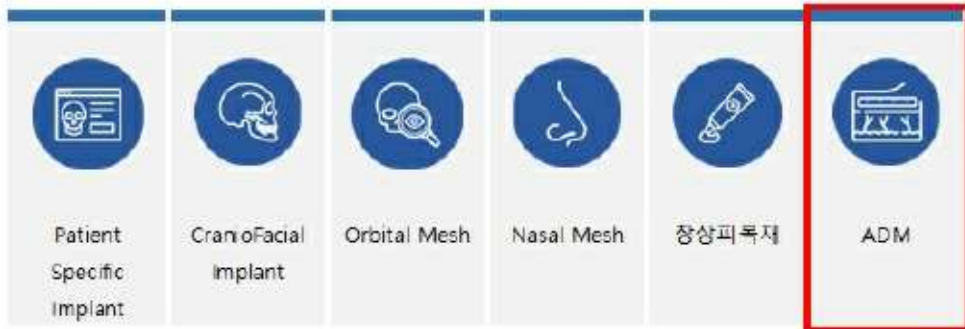 Patient
Specific
Implant
CranioFacial
Implant
Orbital Mesh
Nasal Mesh
창상피복재
ADM